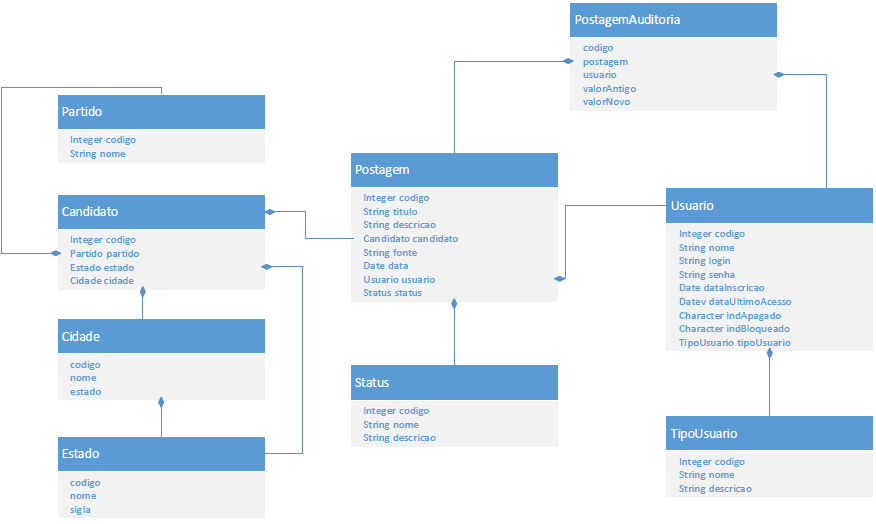 PostagemAuditoria
codigo
postagem
usuario
valorAntigo
valorNovo
Partido
Integer codigo
String nome
Postagem
Integer codigo
String titulo
String descricao
Candidato candidato
String fonte
Date data
Usuario usuario
Status status
Usuario
Integer codigo
String nome
String login
String senha
Date dataInscricao
Datev dataUltimoAcesso
Character indApagado
Character indBloqueado
TipoUsuario tipoUsuario
Candidato
Integer codigo
Partido partido
Estado estado
Cidade cidade
Cidade
codigo
nome
estado
Status
Integer codigo
String nome
String descricao
TipoUsuario
Integer codigo
String nome
String descricao
Estado
codigo
nome
sigla